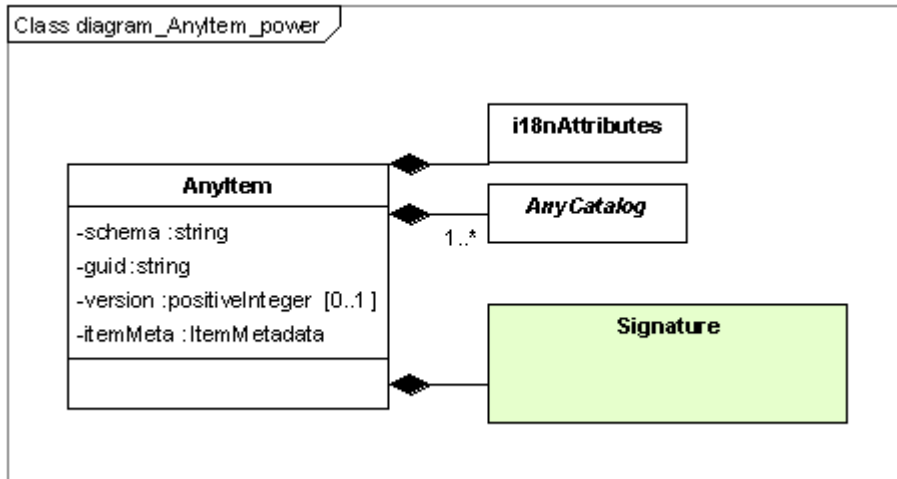 Class diagram_AnyItem_power
i18nAttributes
AnyItem
AnyCatalog
-schema :string
1..*
-guid:string
-version :positiveInteger [0..1]
-itemMeta :ItemMetadata
Signature